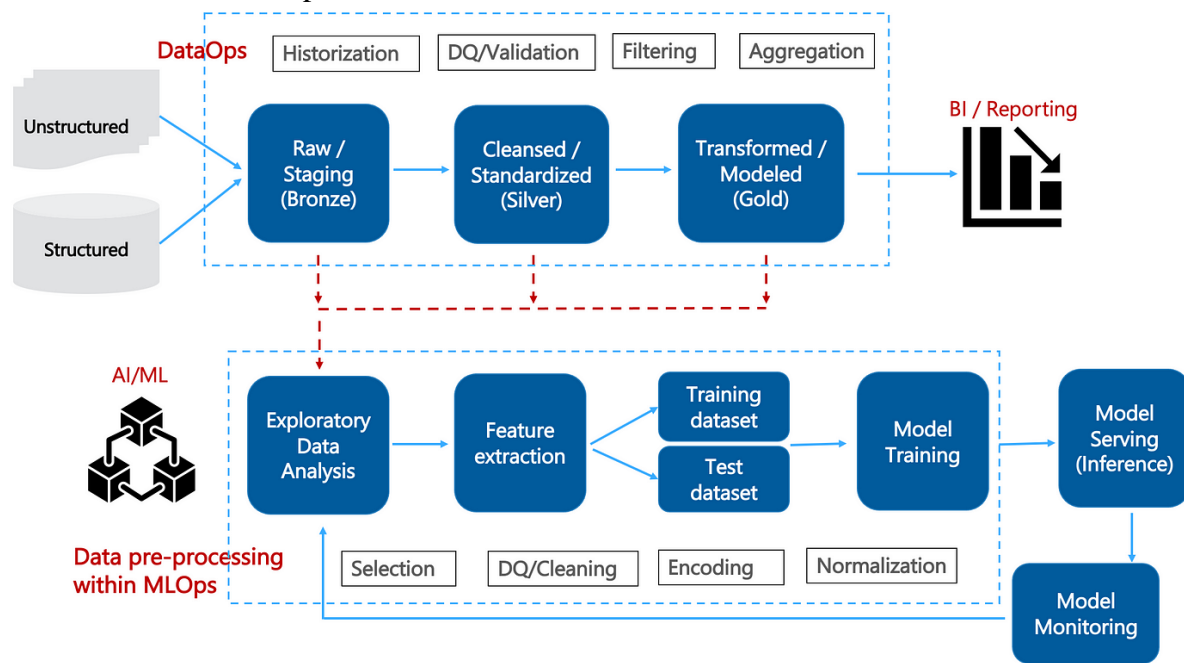 DataOps
Historization
DQ/Validation
Filtering
Aggregation
Unstructured
Structured
Raw /
Staging
(Bronze)
Cleansed /
Standardized
(Silver)
Transformed /
Modeled
(Gold)
BI / Reporting
AI/ML
Exploratory
Data
Analysis
Feature
extraction
Training
dataset
Test
dataset
Model
Training
Model
Serving
(Inference)
Data pre-processing
within MLOps
Selection
DQ/Cleaning
Encoding
Normalization
Model
Monitoring